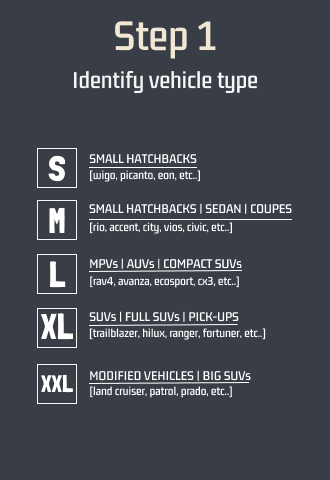 Step 1
Identify vehicle type
S
SMALL HATCHBACKS
[wigo, picanto, eon, etc..]
M
SMALL HATCHBACKS | SEDAN | COUPES
[rio, accent, city, vios, civic, etc..]
L
MPVs | AUVs | COMPACT SUVs
[rav4, avanza, ecosport, cx3, etc..]
XL
SUVs | FULL SUVs | PICK-UPS
[trailblazer, hilux, ranger, fortuner, etc..]
XXL
MODIFIED VEHICLES | BIG SUVs
[land cruiser, patrol, prado, etc..]